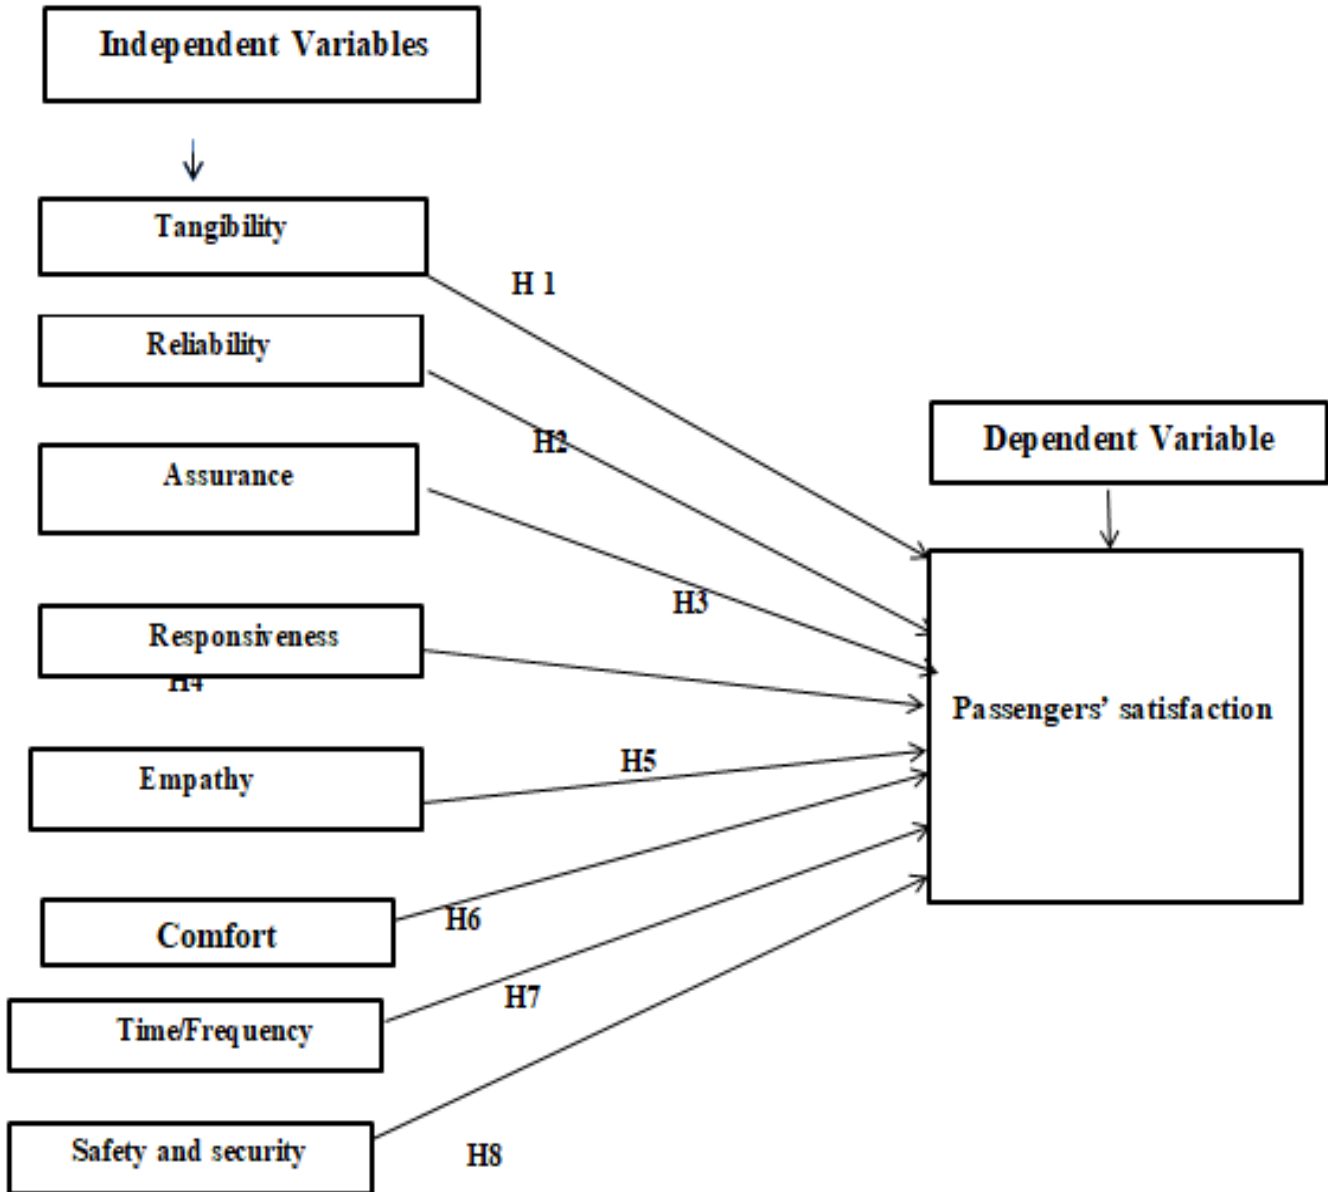 Independent Variables
Tangibility
H 1
Reliability
H2
Dependent Variable
Assurance
H3
Responsiveness
H4
Passengers’ satisfaction
Empathy
H5
Comfort
H6
Time/Frequency
H7
Safety and security
H8